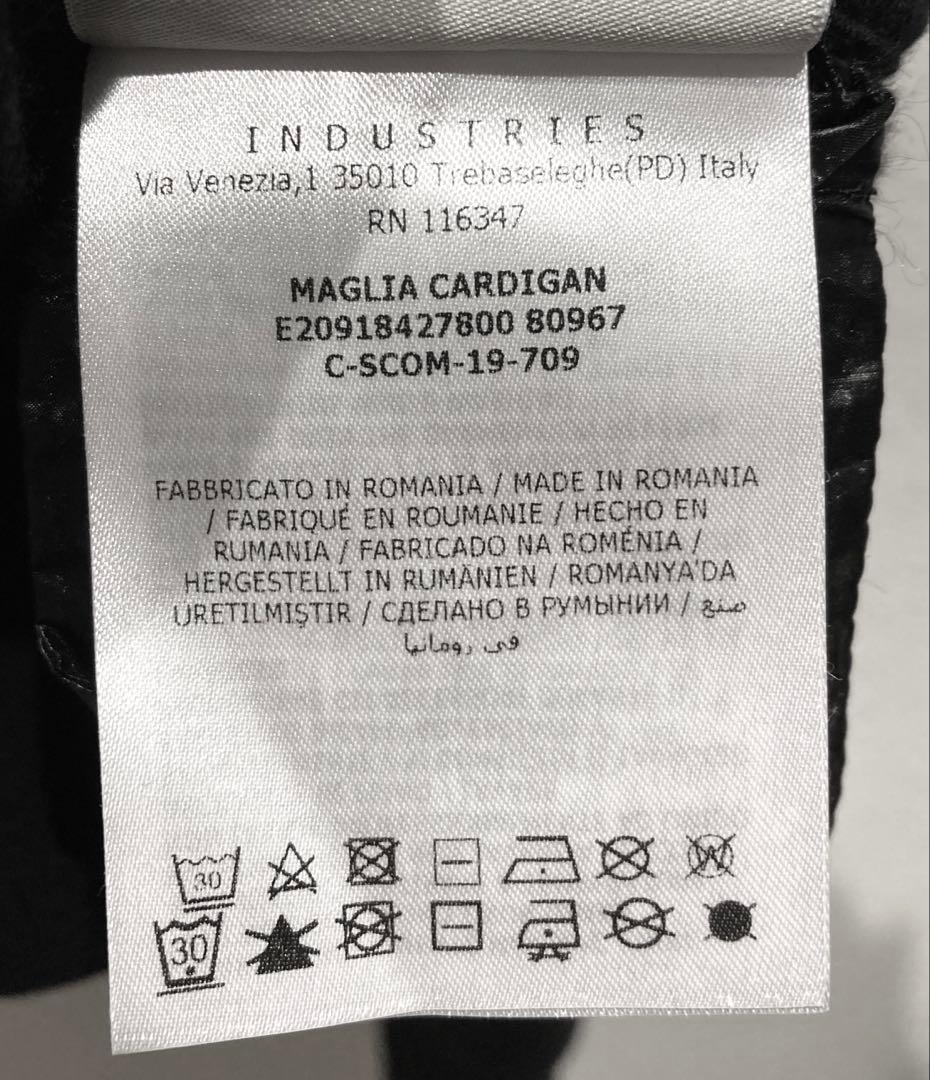 INDUSTRIES
Via Venezia,1 35010 Trebaseleghe(PD) Italy
RN 116347
MAGLIA CARDIGAN
E20918427800 80967
C-SCOM-19-709
FABBRICATO IN ROMANIA / MADE IN ROMANIA
/ FABRIQUÉ EN ROUMANIE / HECHO EN
RUMANIA / FABRICADO NA ROMÉNIA /
HERGESTELLT IN RUMÄNIEN / ROMANYA'DA
URETILMIŞTIR / СДЕЛАНО В РУМЫНИИ / صنع
في رومانيا
30 W
30